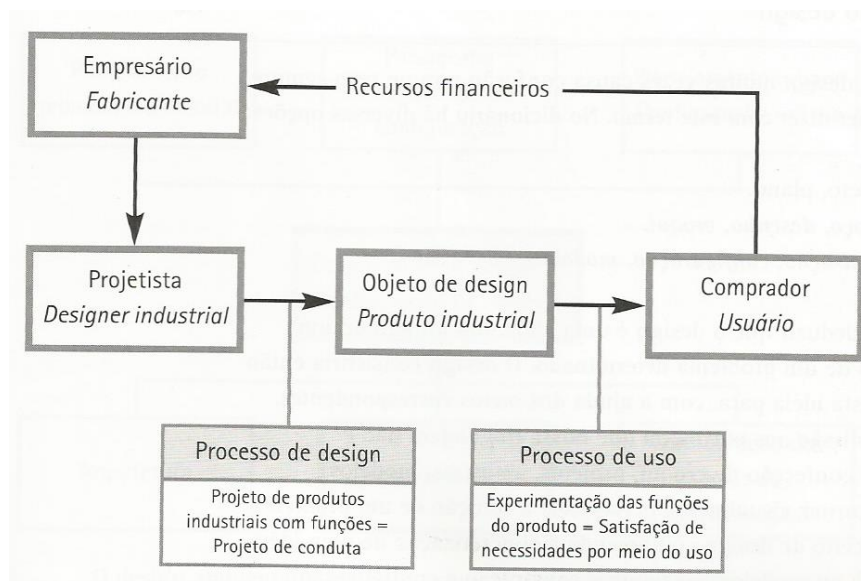 Empresário
Fabricante
Recursos financeiros
Projetista
Designer industrial
Objeto de design
Produto industrial
Comprador
Usuário
Processo de design
Projeto de produtos
industriais com funções =
Projeto de conduta
Processo de uso
Experimentação das funções
do produto = Satisfação de
necessidades por meio do uso